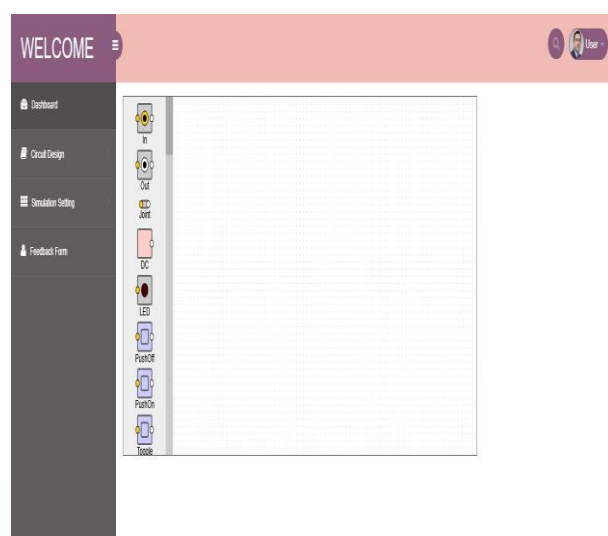 WELCOME
User
Dashboard
Circuit Design
Simulation Setting
Feedback Form
In
Out
Joint
DC
LED
PushOff
PushOn
Toggle